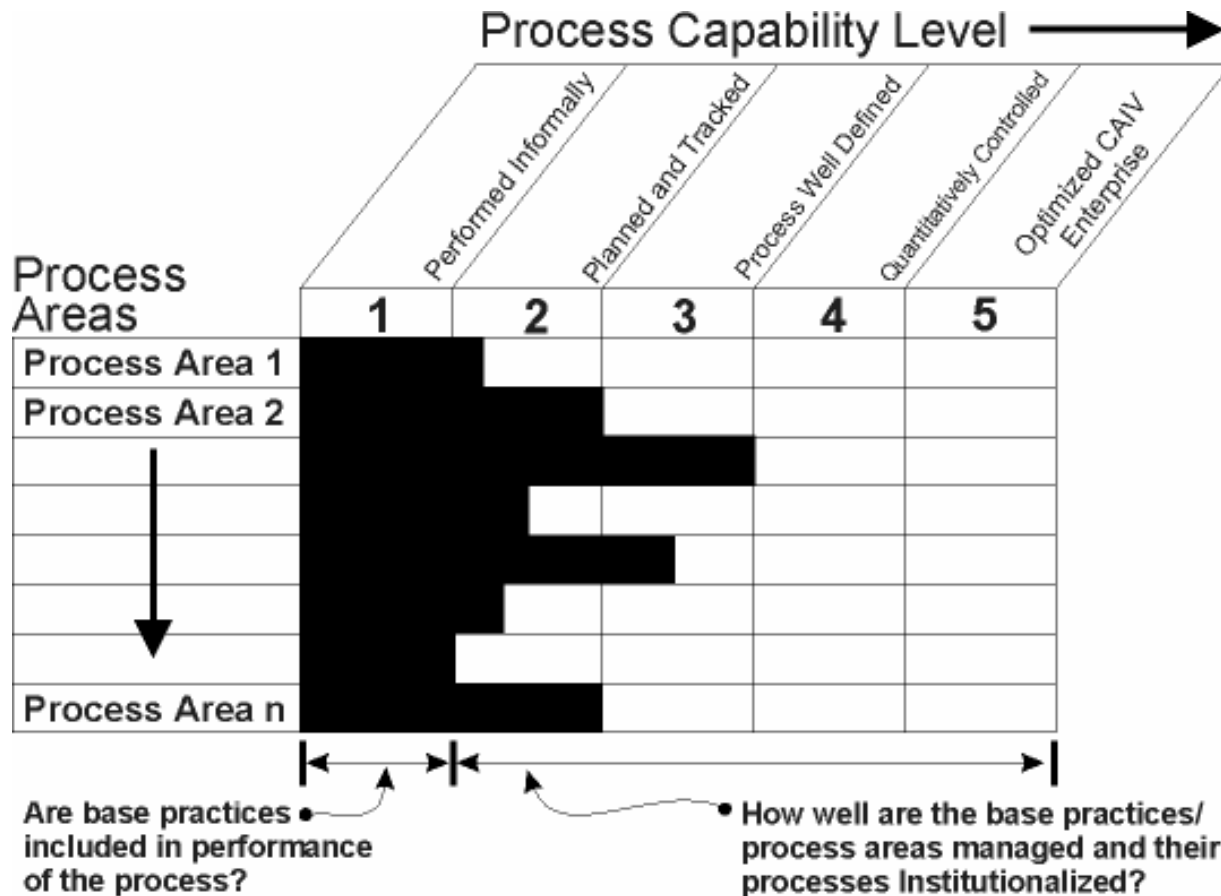 Process Capability Level
Performed Informally
Planned and Tracked
Process Well Defined
Quantitatively Controlled
Optimized CAIV
Enterprise
Process
Areas
1 2 3 4 5
Process Area 1
Process Area 2
Process Area n
Are base practices
included in performance
of the process?
How well are the base practices/
process areas managed and their
processes Institutionalized?